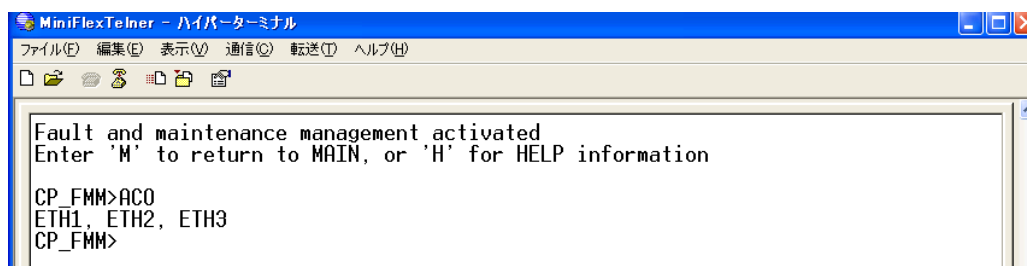 MiniFlexTelner - ハイパーターミナル
ファイル(F) 編集(E) 表示(V) 通信(C) 転送(T) ヘルプ(H)
Fault and maintenance management activated
Enter 'M' to return to MAIN, or 'H' for HELP information
CP_FMM>ACO
ETH1, ETH2, ETH3
CP_FMM>